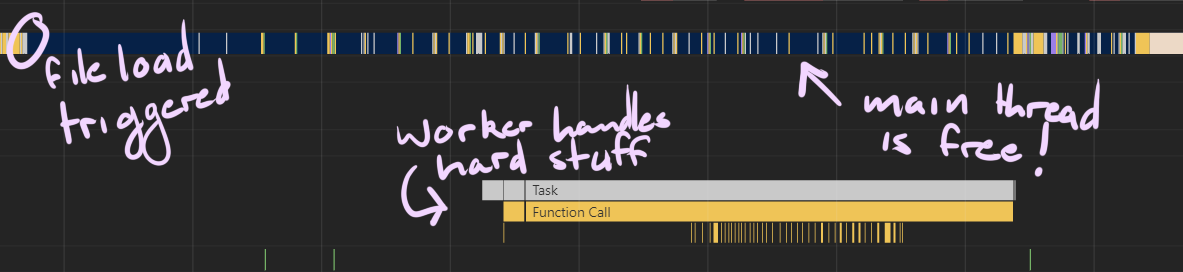 file load
triggered
worker handles
hard stuff
main thread
is free!
Task
Function Call